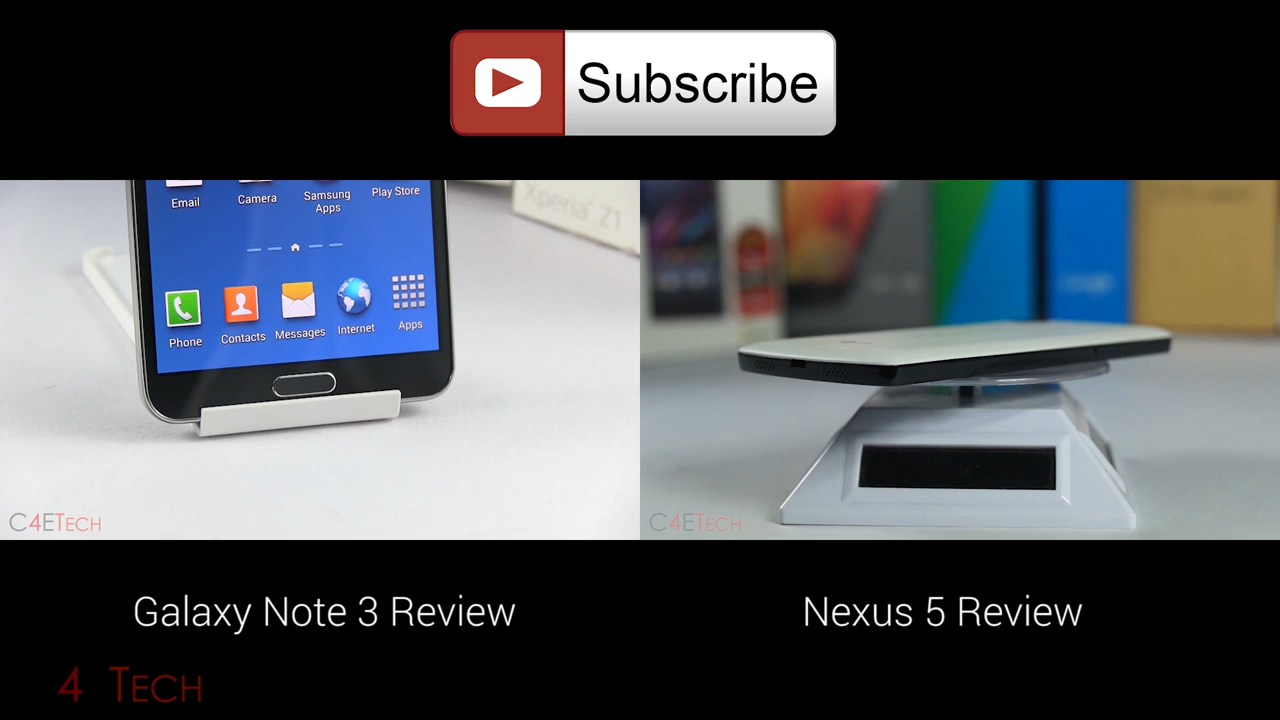 Subscribe
Email
Camera
Samsung
Apps
Play Store
Xperia Z1
Phone
Contacts
Messages
Internet
Apps
C4ETECH
C4ETECH
Galaxy Note 3 Review
Nexus 5 Review
4 TECH